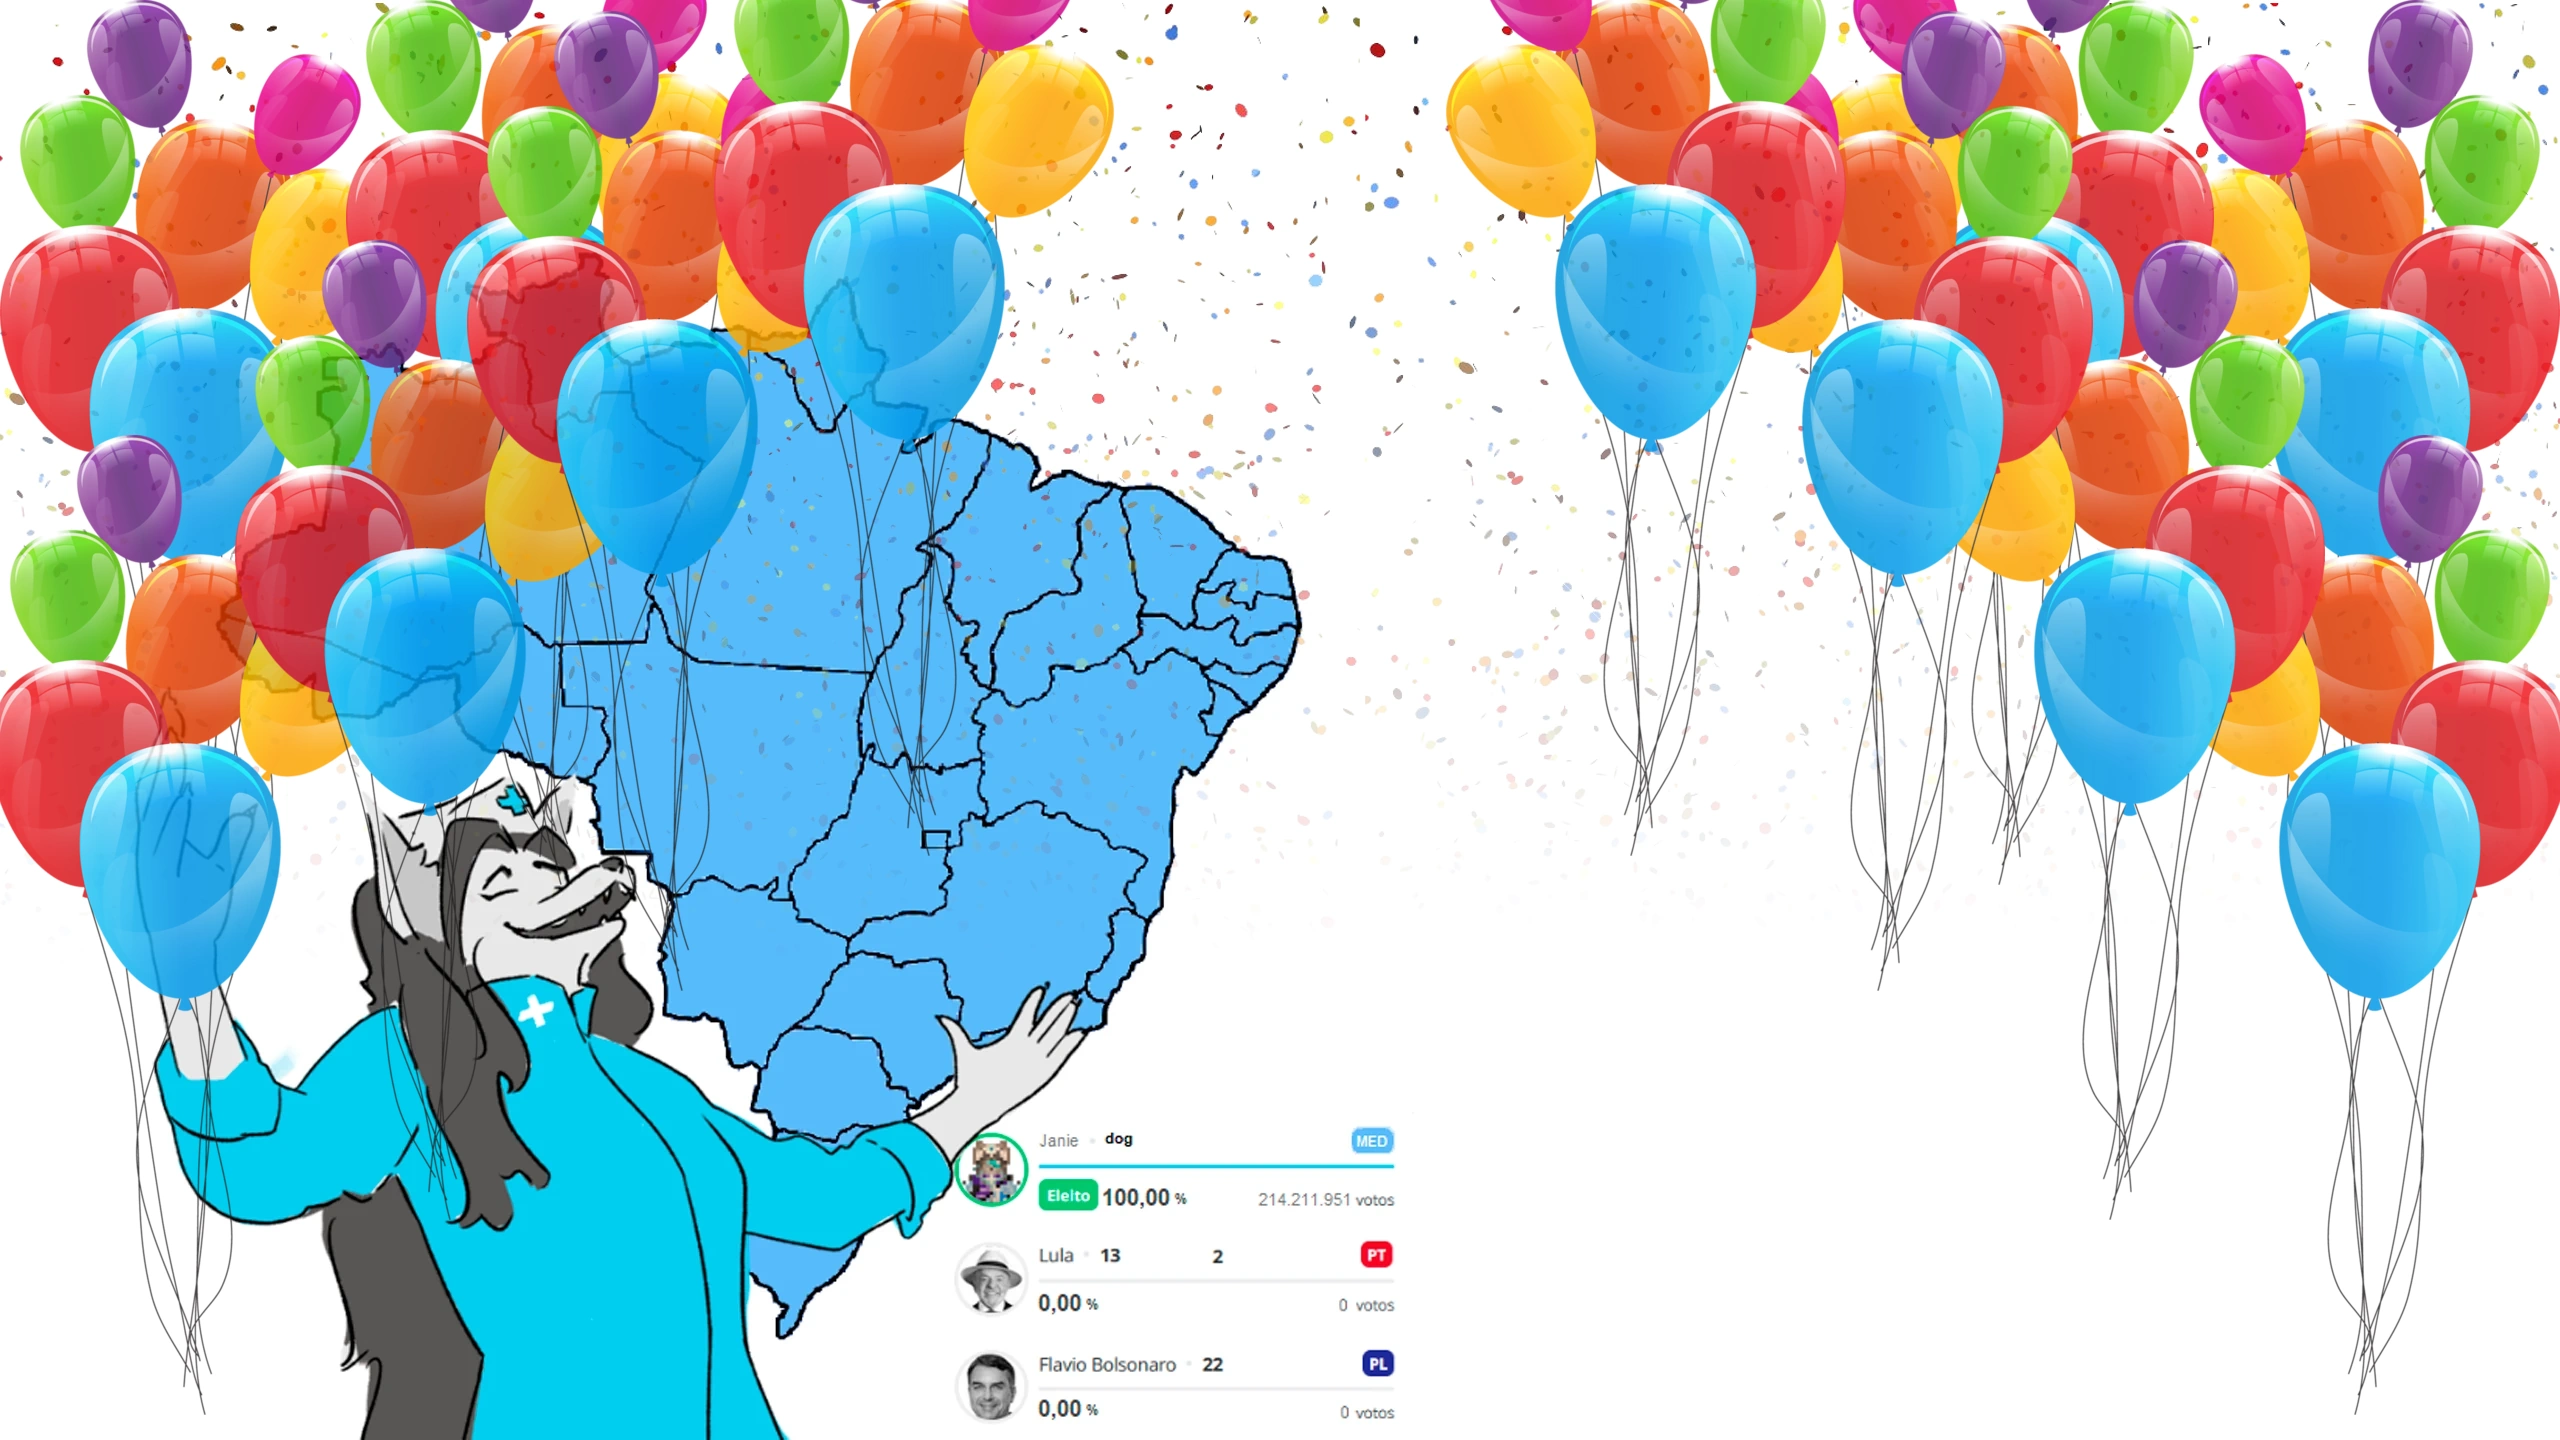 Janie • dog MED
Eleito 100,00 % 214.211.951 votos
Lula • 13 2 PT
0,00 % 0 votos
Flavio Bolsonaro • 22 PL
0,00 % 0 votos